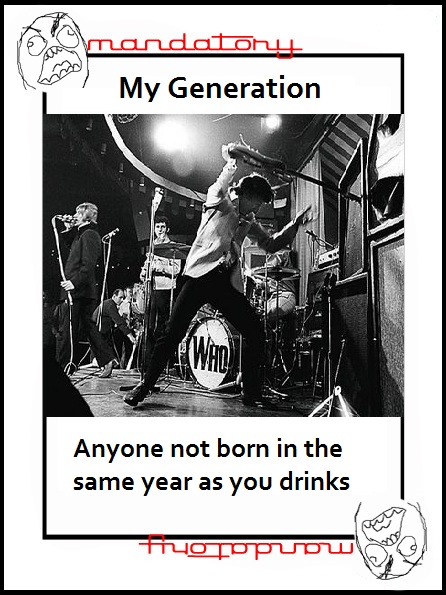 mandatory
My Generation
WHO
Anyone not born in the
same year as you drinks
mandatory